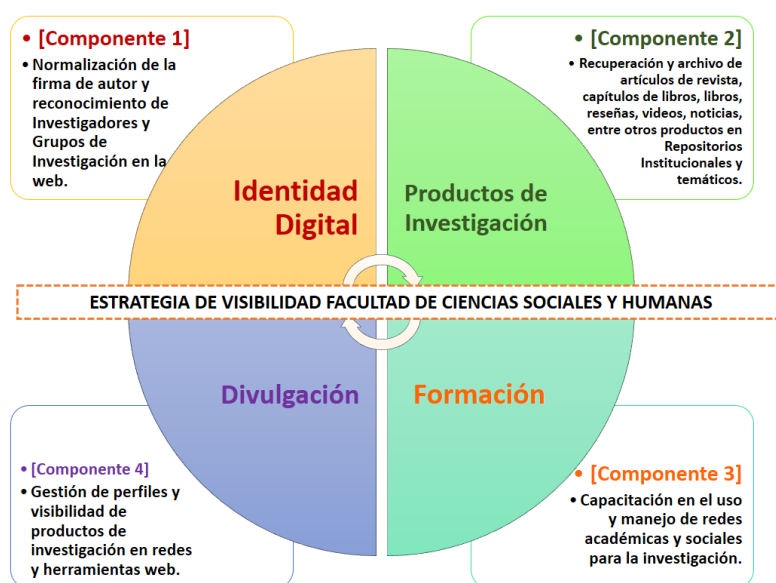 • [Componente 1]
• Normalización de la
firma de autor y
reconocimiento de
Investigadores y
Grupos de
Investigación en la
web.
• [Componente 2]
• Recuperación y archivo de
artículos de revista,
capítulos de libros, libros,
reseñas, videos, noticias,
entre otros productos en
Repositorios
Institucionales y
temáticos.
Identidad
Digital
Productos de
Investigación
ESTRATEGIA DE VISIBILIDAD FACULTAD DE CIENCIAS SOCIALES Y HUMANAS
Divulgación
Formación
• [Componente 4]
• Gestión de perfiles y
visibilidad de
productos de
investigación en redes
y herramientas web.
• [Componente 3]
• Capacitación en el uso
y manejo de redes
académicas y sociales
para la investigación.